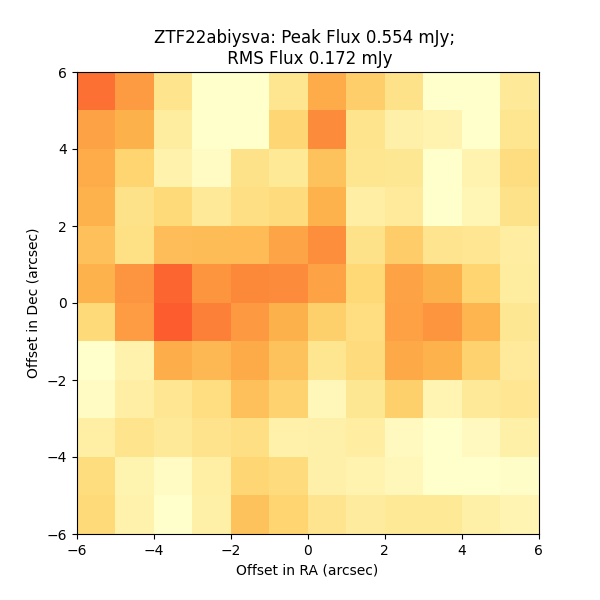 ZTF22abiysva: Peak Flux 0.554 mJy;
RMS Flux 0.172 mJy
6
4
2
0
−2
−4
−6
Offset in Dec (arcsec)
−6 −4 −2 0 2 4 6
Offset in RA (arcsec)